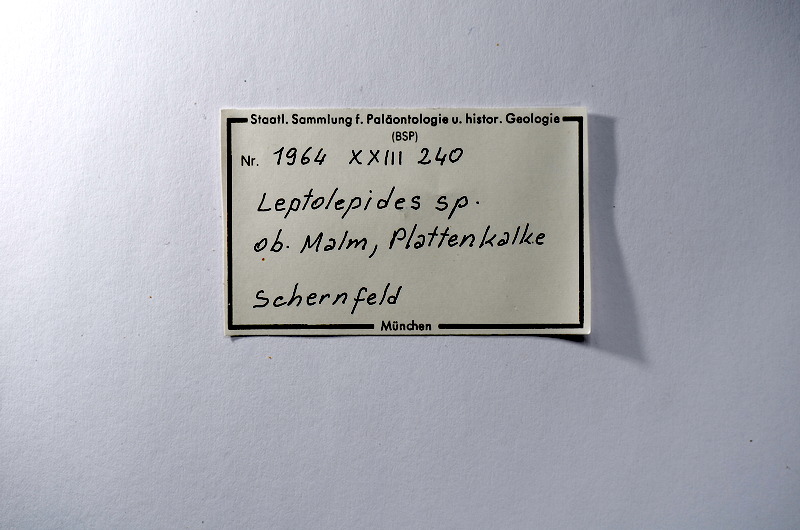 Staatl. Sammlung f. Paläontologie u. histor. Geologie
(BSP)
Nr. 1964 XXIII 240
Leptolepides sp.
ob. Malm, Plattenkalke
Schernfeld
München